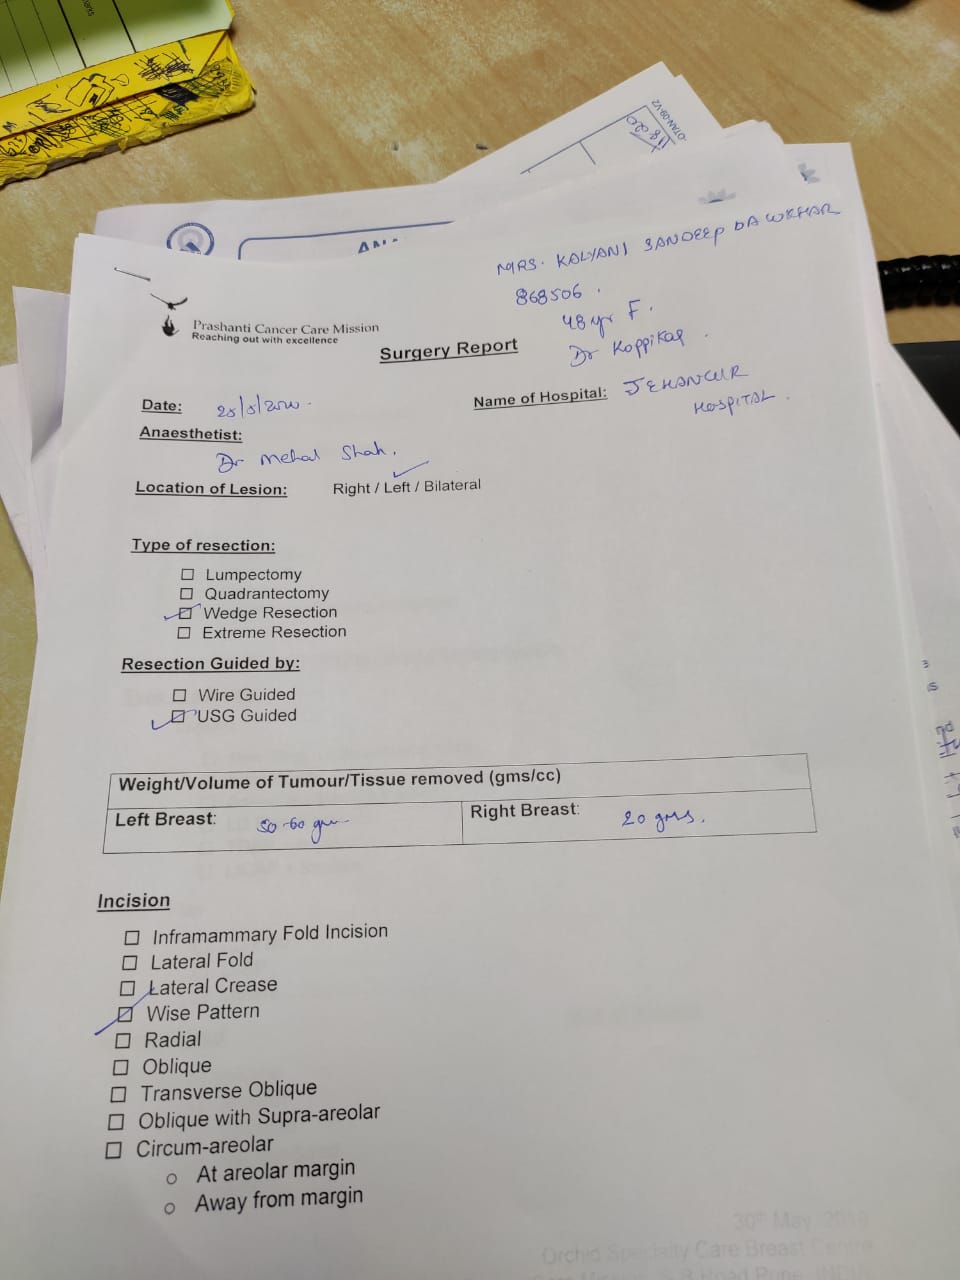 OTAN-09 V2
AN
MRS. KALYANI SANDEEP DAWKHAR
868506.
48 yr F.
Dr Koppikar.
Prashanti Cancer Care Mission
Reaching out with excellence
Surgery Report
Date:
Name of Hospital: JEHANGIR
HOSPITAL.
Anaesthetist:
Dr Mehal Shah.
Location of Lesion: Right / Left / Bilateral
Type of resection:
☐ Lumpectomy
☐ Quadrantectomy
☑ Wedge Resection
☐ Extreme Resection
Resection Guided by:
☐ Wire Guided
☑ USG Guided
Weight/Volume of Tumour/Tissue removed (gms/cc)
Left Breast: 50-60 gm
Right Breast: 20 gms.
Incision
☐ Inframammary Fold Incision
☐ Lateral Fold
☐ Lateral Crease
☑ Wise Pattern
☐ Radial
☐ Oblique
☐ Transverse Oblique
☐ Oblique with Supra-areolar
☐ Circum-areolar
○ At areolar margin
○ Away from margin
30th May
Orchid Specialty Care Breast Centre